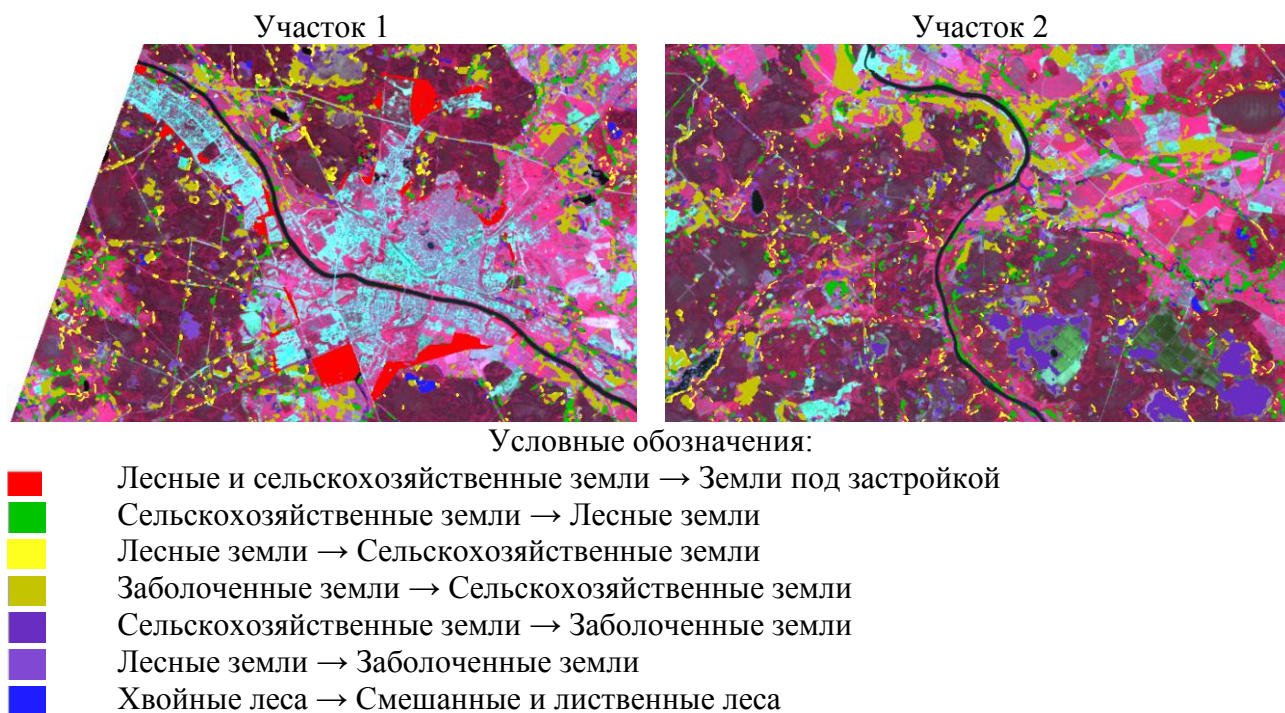 Участок 1
Участок 2
Условные обозначения:
Лесные и сельскохозяйственные земли → Земли под застройкой
Сельскохозяйственные земли → Лесные земли
Лесные земли → Сельскохозяйственные земли
Заболоченные земли → Сельскохозяйственные земли
Сельскохозяйственные земли → Заболоченные земли
Лесные земли → Заболоченные земли
Хвойные леса → Смешанные и лиственные леса